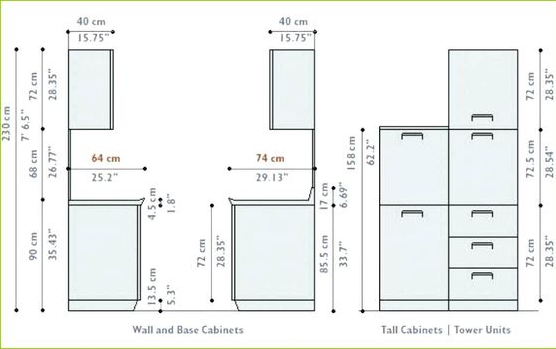 40 cm
15.75"
40 cm
15.75"
230 cm
7' 6.5"
72 cm
28.35"
68 cm
26.77"
90 cm
35.43"
64 cm
25.2"
4.5 cm
1.8"
13.5 cm
5.3"
74 cm
29.13"
17 cm
6.69"
72 cm
28.35"
85.5 cm
33.7"
158 cm
62.2"
72 cm
28.35"
72.5 cm
28.54"
72 cm
28.35"
Wall and Base Cabinets
Tall Cabinets | Tower Units